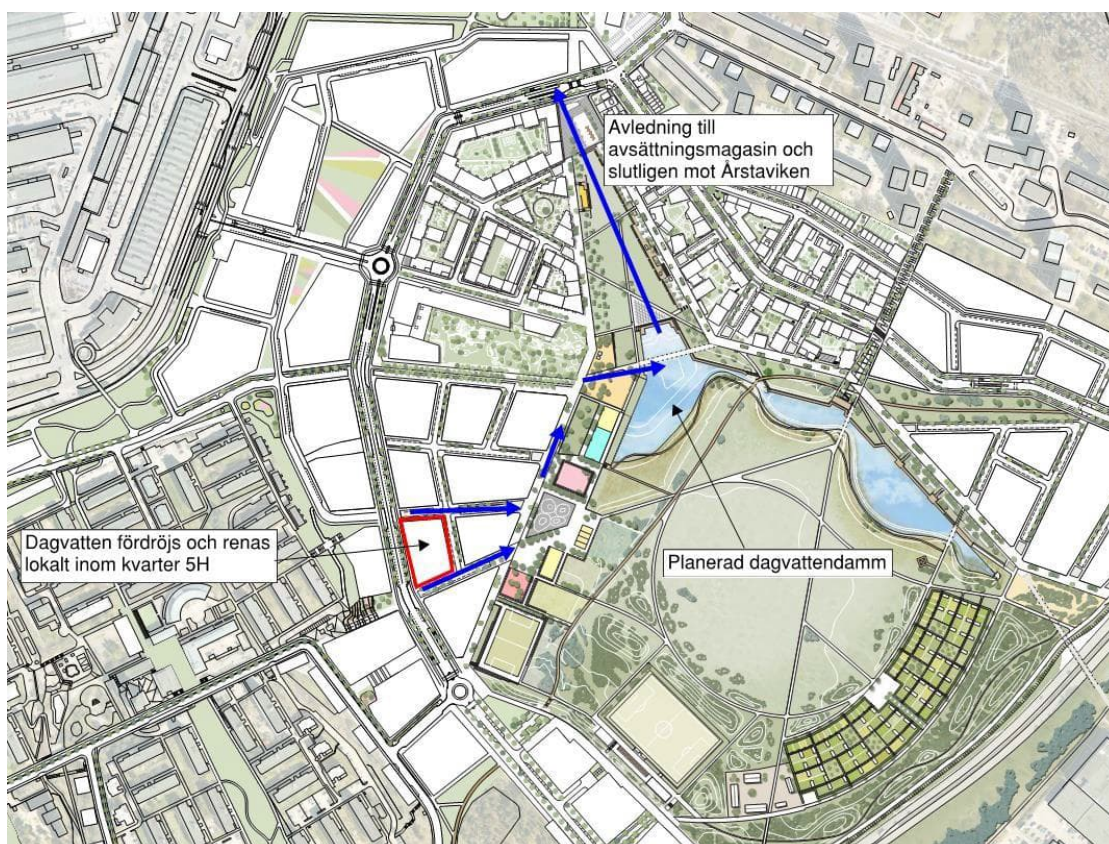 Avledning till
avsättningsmagasin och
slutligen mot Årstaviken
Dagvatten fördröjs och renas
lokalt inom kvarter 5H
Planerad dagvattendamm